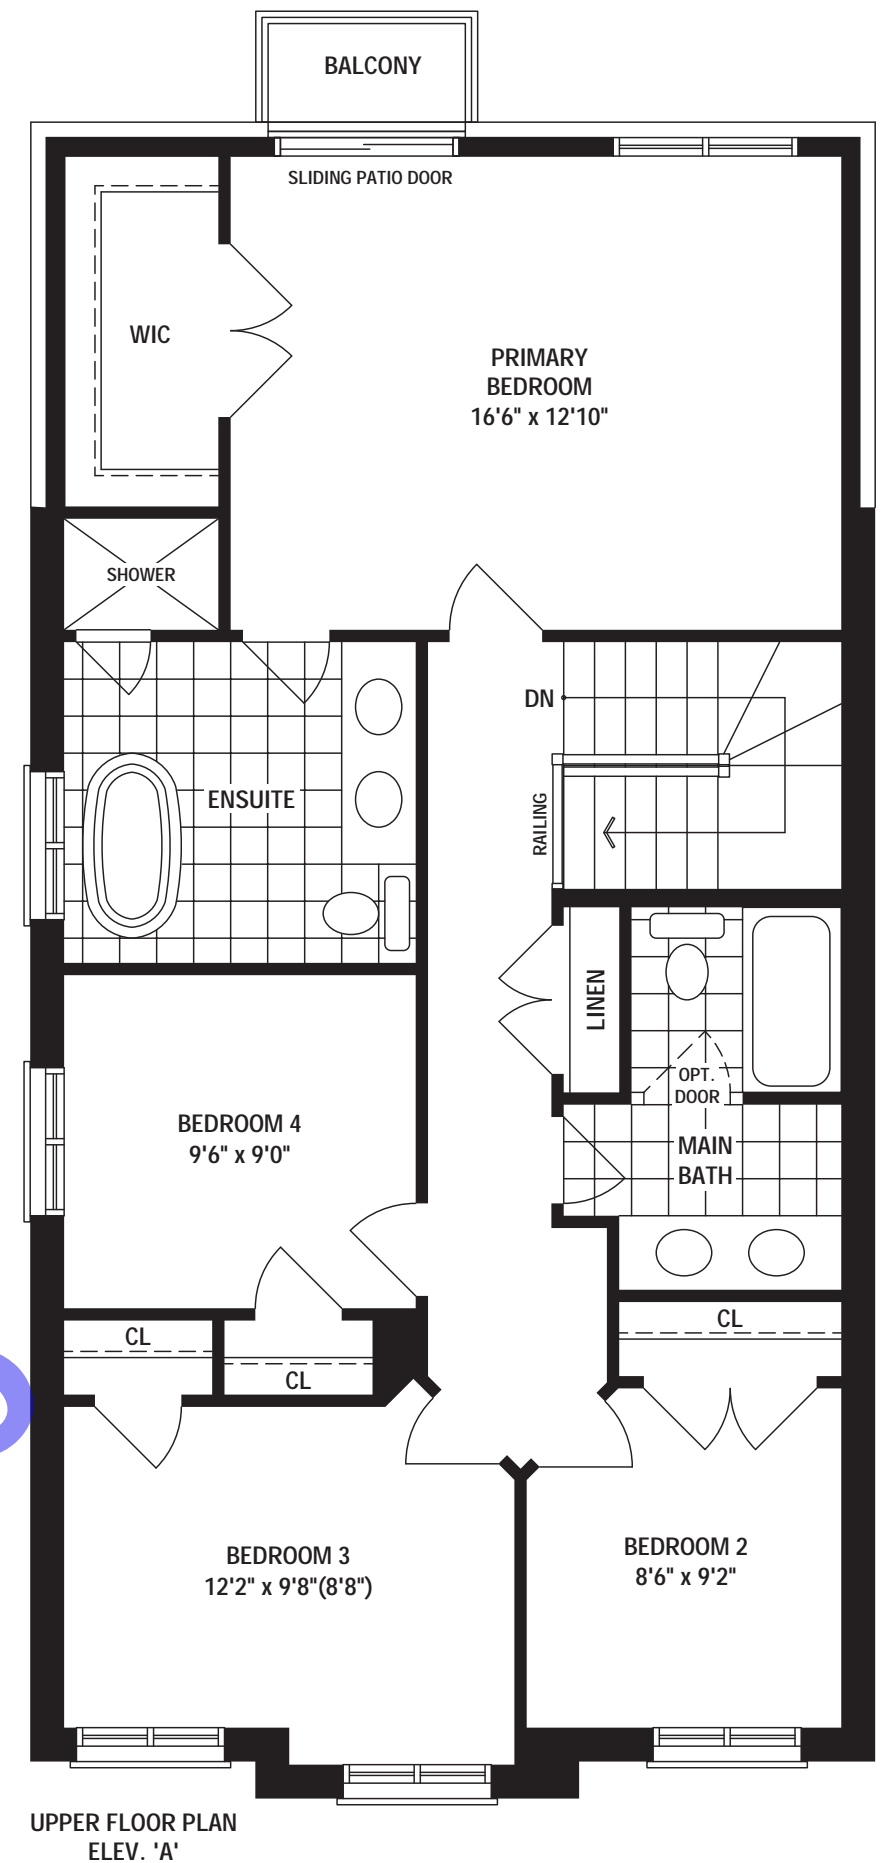 BALCONY
SLIDING PATIO DOOR
WIC
PRIMARY
BEDROOM
16'6" x 12'10"
SHOWER
DN
ENSUITE
RAILING
LINEN
OPT.
DOOR
MAIN
BATH
BEDROOM 4
9'6" x 9'0"
CL
CL
CL
BEDROOM 3
12'2" x 9'8"(8'8")
BEDROOM 2
8'6" x 9'2"
UPPER FLOOR PLAN
ELEV. 'A'